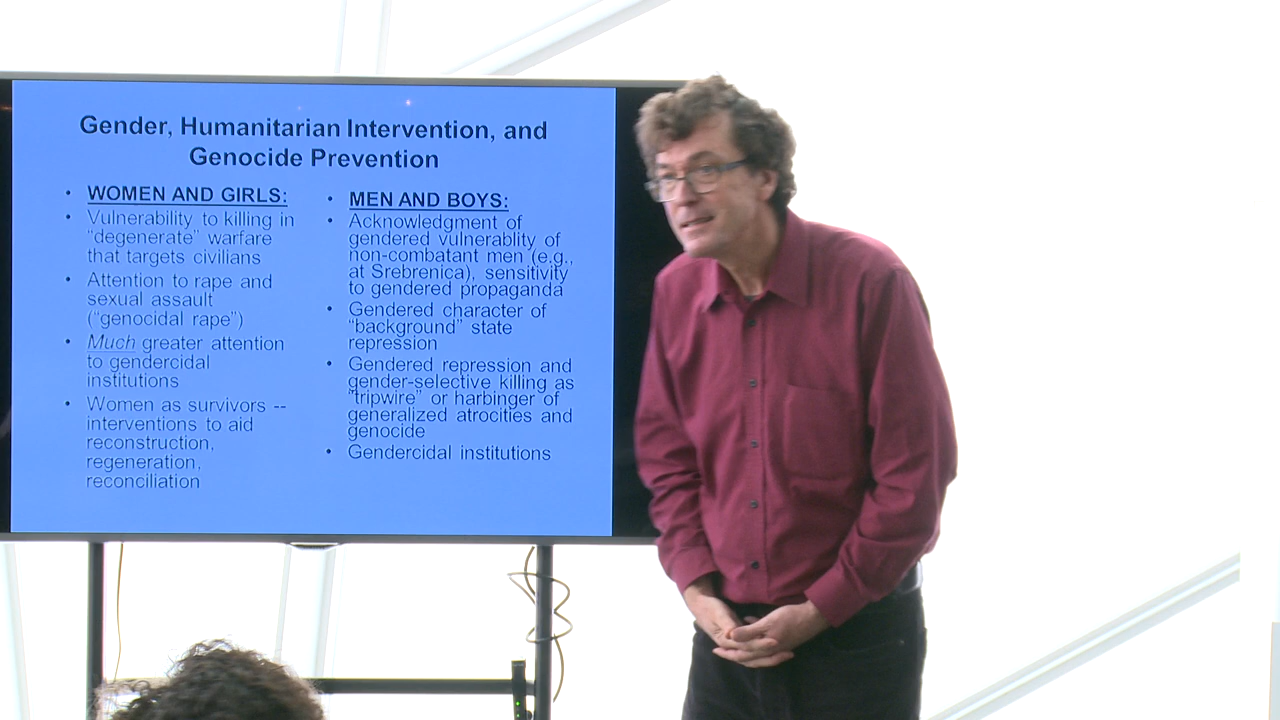 Gender, Humanitarian Intervention, and
Genocide Prevention
• WOMEN AND GIRLS:
• Vulnerability to killing in
"degenerate" warfare
that targets civilians
• Attention to rape and
sexual assault
("genocidal rape")
• Much greater attention
to gendercidal
institutions
• Women as survivors --
interventions to aid
reconstruction,
regeneration,
reconciliation
• MEN AND BOYS:
• Acknowledgment of
gendered vulnerablity of
non-combatant men (e.g.,
at Srebrenica), sensitivity
to gendered propaganda
• Gendered character of
"background" state
repression
• Gendered repression and
gender-selective killing as
"tripwire" or harbinger of
generalized atrocities and
genocide
• Gendercidal institutions